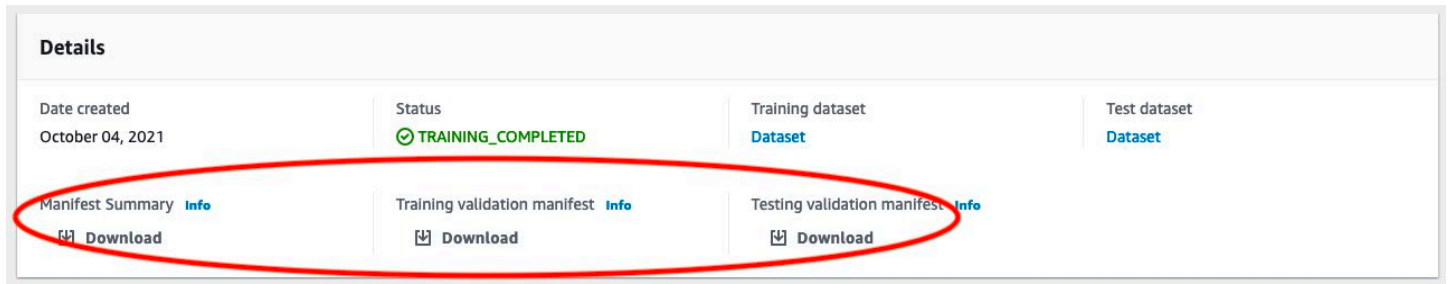 Details
Date created
October 04, 2021
Status
TRAINING_COMPLETED
Training dataset
Dataset
Test dataset
Dataset
Manifest Summary Info
Download
Training validation manifest Info
Download
Testing validation manifest Info
Download